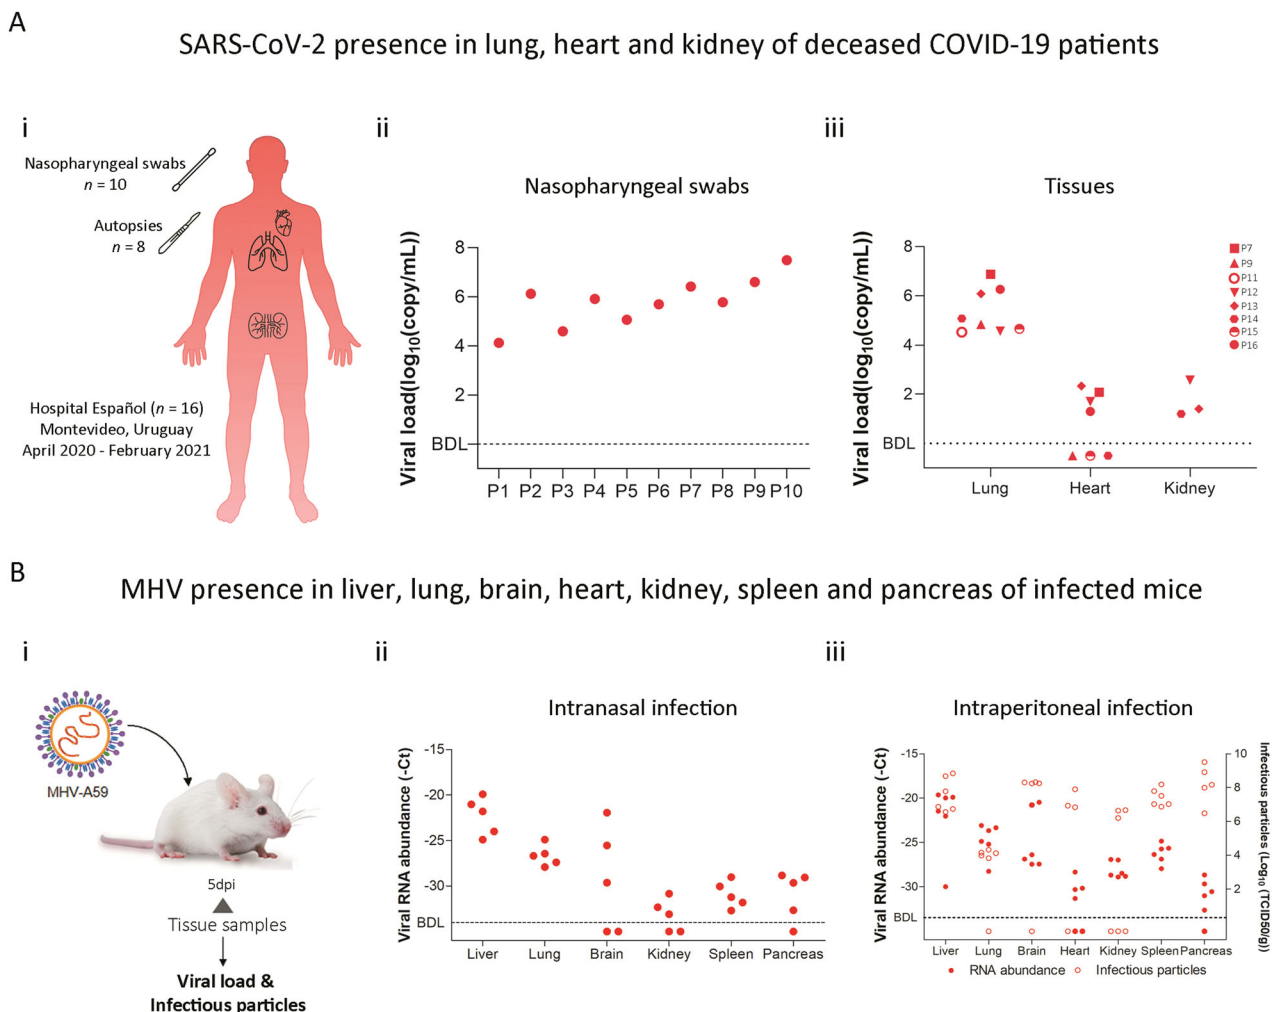 A
SARS-CoV-2 presence in lung, heart and kidney of deceased COVID-19 patients
i
Nasopharyngeal swabs
n = 10
Autopsies
n = 8
Hospital Español (n = 16)
Montevideo, Uruguay
April 2020 - February 2021
ii
Nasopharyngeal swabs
Viral load(log10(copy/mL))
8
6
4
2
BDL
P1 P2 P3 P4 P5 P6 P7 P8 P9 P10
iii
Tissues
Viral load(log10(copy/mL))
8
6
4
2
BDL
Lung Heart Kidney
P7
P9
P11
P12
P13
P14
P15
P16
B
MHV presence in liver, lung, brain, heart, kidney, spleen and pancreas of infected mice
i
MHV-A59
5dpi
Tissue samples
Viral load &
Infectious particles
ii
Intranasal infection
Viral RNA abundance (-Ct)
-15
-20
-25
-30
BDL
Liver Lung Brain Kidney Spleen Pancreas
iii
Intraperitoneal infection
Viral RNA abundance (-Ct)
-15
-20
-25
-30
BDL
Liver Lung Brain Heart Kidney Spleen Pancreas
10
8
6
4
2
Infectious particles (Log10 (TCID50/g))
RNA abundance Infectious particles